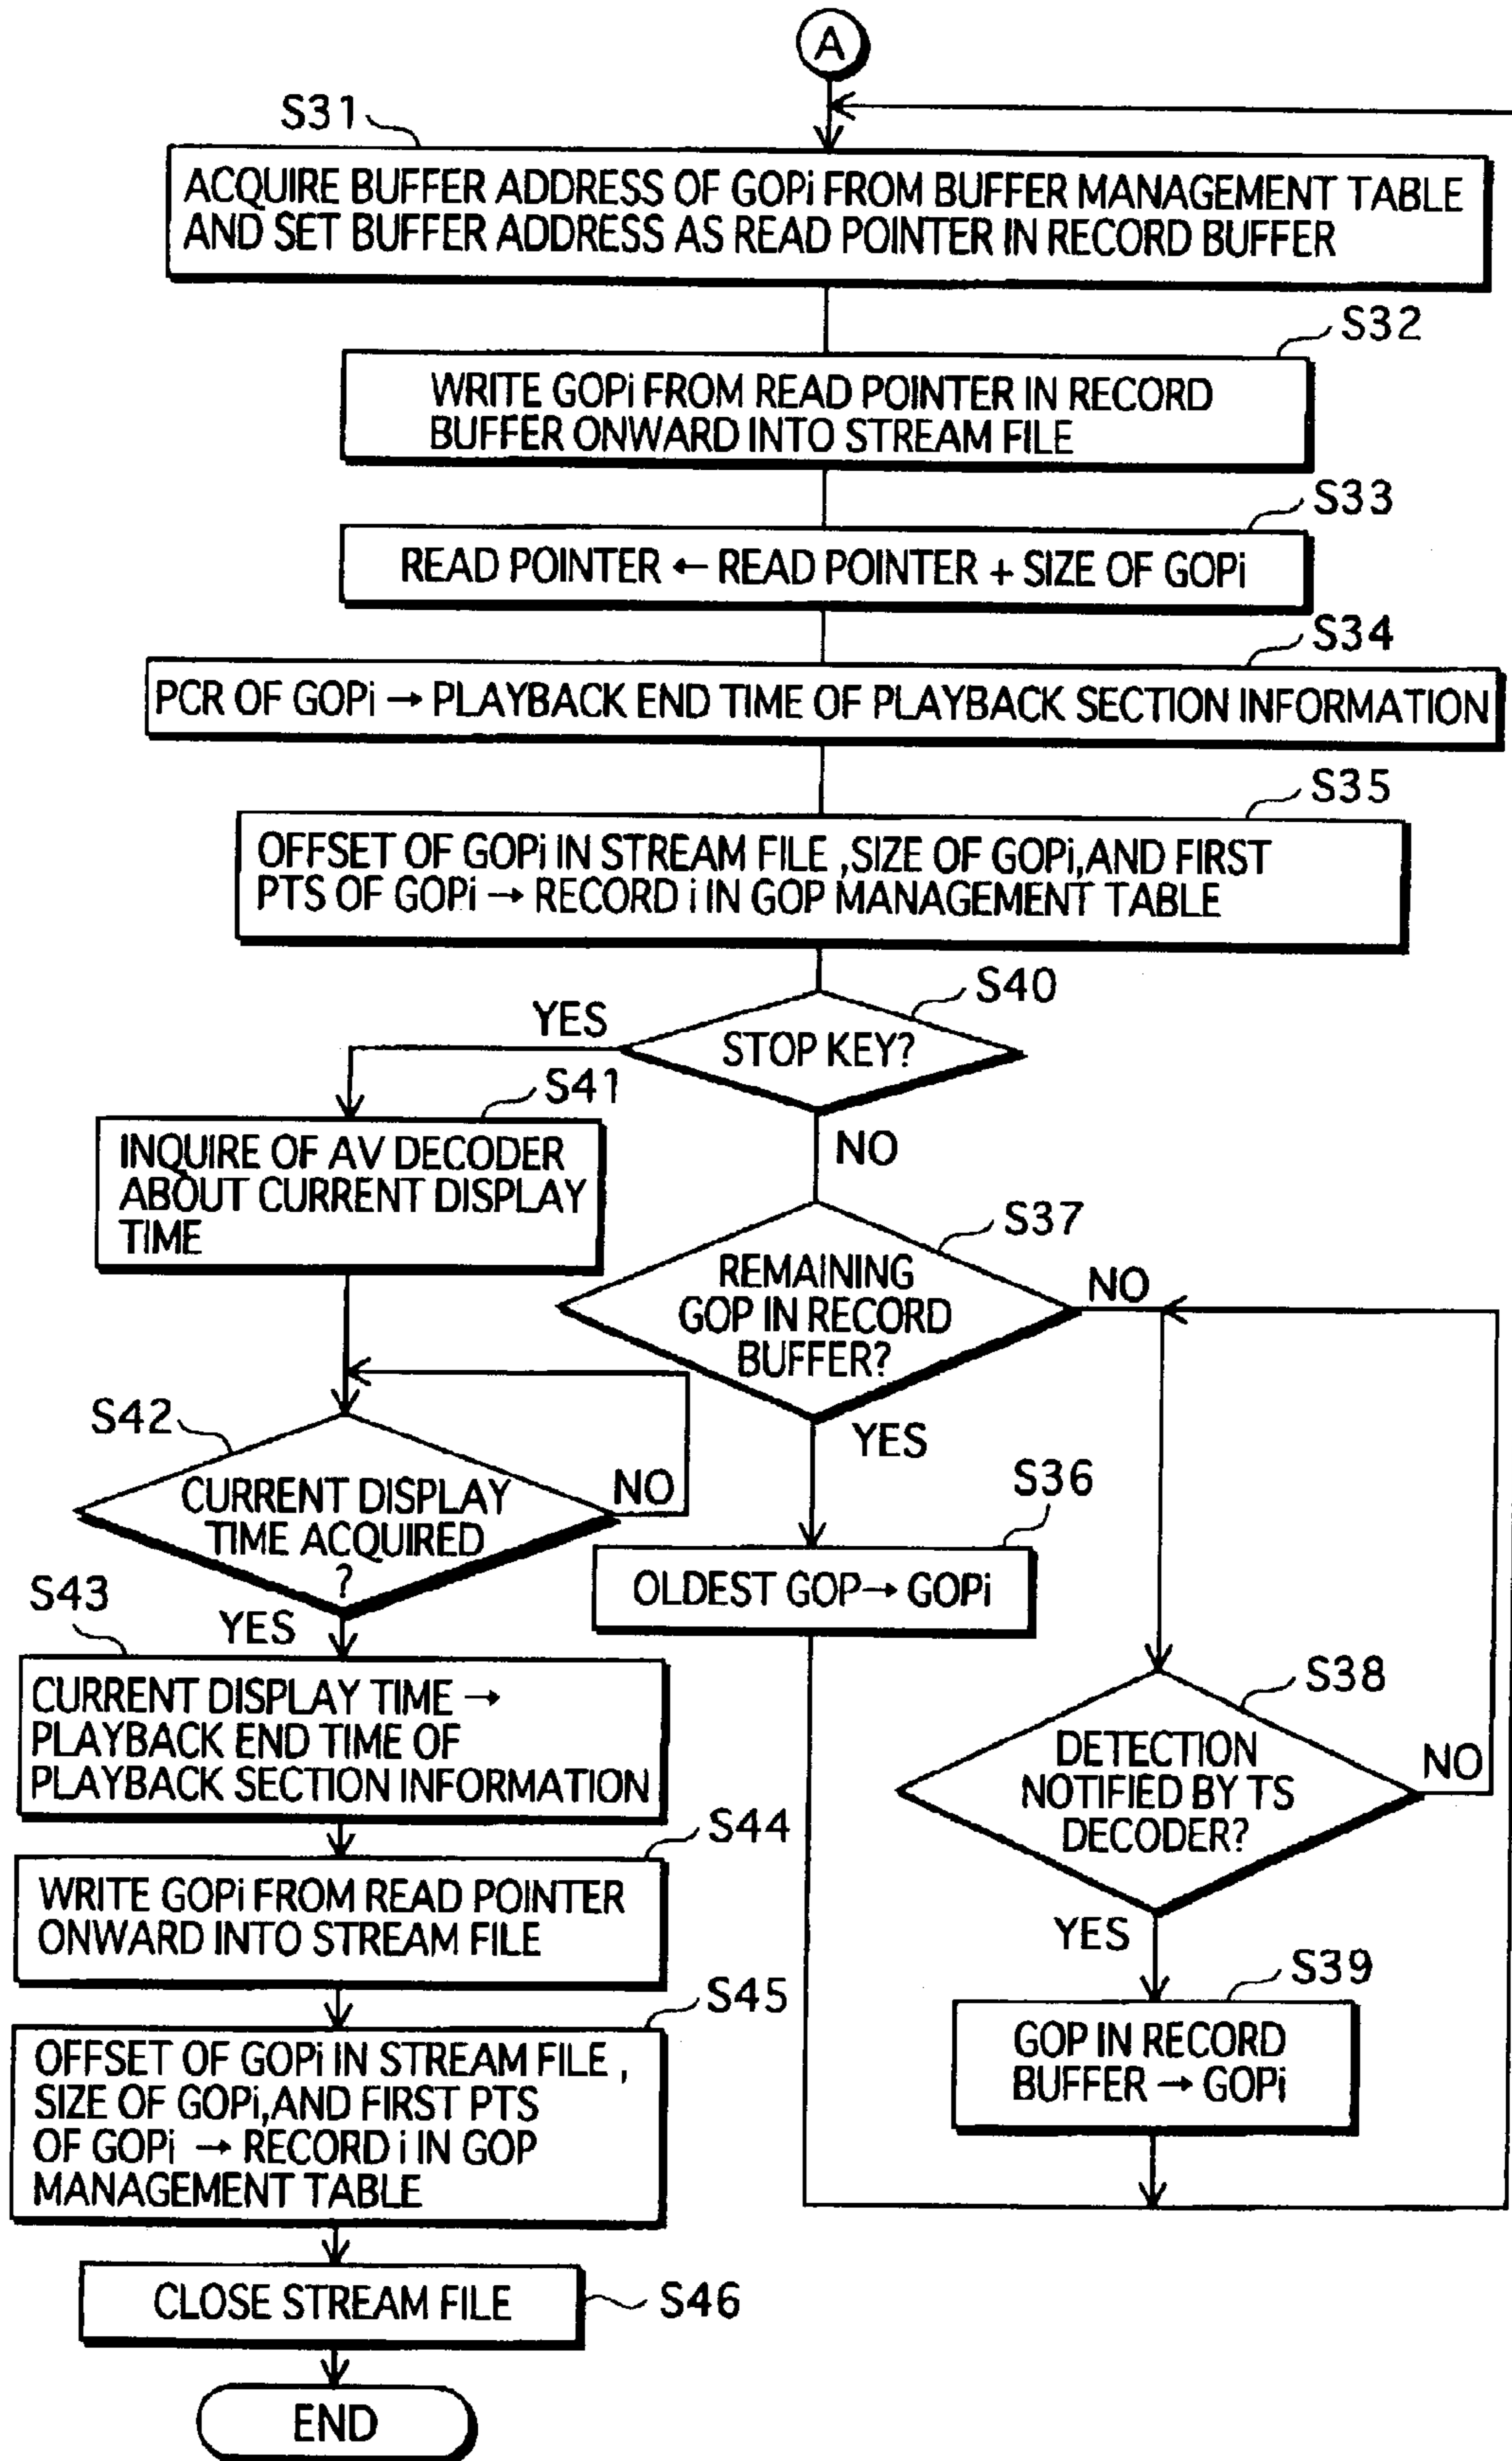 A
S31
ACQUIRE BUFFER ADDRESS OF GOPi FROM BUFFER MANAGEMENT TABLE
AND SET BUFFER ADDRESS AS READ POINTER IN RECORD BUFFER
S32
WRITE GOPi FROM READ POINTER IN RECORD
BUFFER ONWARD INTO STREAM FILE
S33
READ POINTER ← READ POINTER + SIZE OF GOPi
S34
PCR OF GOPi → PLAYBACK END TIME OF PLAYBACK SECTION INFORMATION
S35
OFFSET OF GOPi IN STREAM FILE ,SIZE OF GOPi,AND FIRST
PTS OF GOPi → RECORD i IN GOP MANAGEMENT TABLE
S40
STOP KEY?
YES
NO
S41
INQUIRE OF AV DECODER
ABOUT CURRENT DISPLAY
TIME
S37
REMAINING
GOP IN RECORD
BUFFER?
NO
YES
S42
CURRENT DISPLAY
TIME ACQUIRED
?
NO
YES
S36
OLDEST GOP → GOPi
S43
CURRENT DISPLAY TIME →
PLAYBACK END TIME OF
PLAYBACK SECTION INFORMATION
S38
DETECTION
NOTIFIED BY TS
DECODER?
NO
YES
S44
WRITE GOPi FROM READ POINTER
ONWARD INTO STREAM FILE
S39
GOP IN RECORD
BUFFER → GOPi
S45
OFFSET OF GOPi IN STREAM FILE ,
SIZE OF GOPi,AND FIRST PTS
OF GOPi → RECORD i IN GOP
MANAGEMENT TABLE
CLOSE STREAM FILE
S46
END